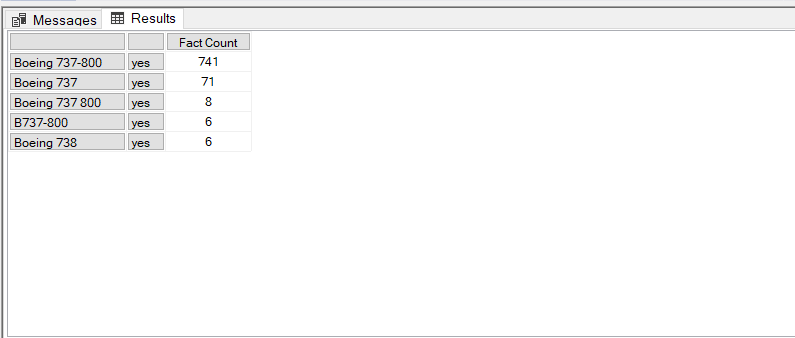 Messages Results
Fact Count
Boeing 737-800 yes 741
Boeing 737 yes 71
Boeing 737 800 yes 8
B737-800 yes 6
Boeing 738 yes 6